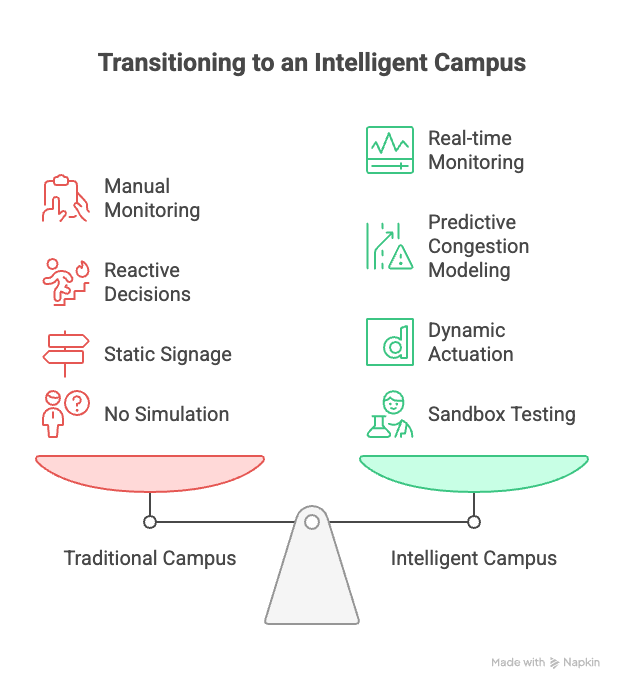 Transitioning to an Intelligent Campus
Manual
Monitoring
Reactive
Decisions
Static Signage
No Simulation
Real-time
Monitoring
Predictive
Congestion
Modeling
Dynamic
Actuation
Sandbox Testing
Traditional Campus
Intelligent Campus
Made with Napkin